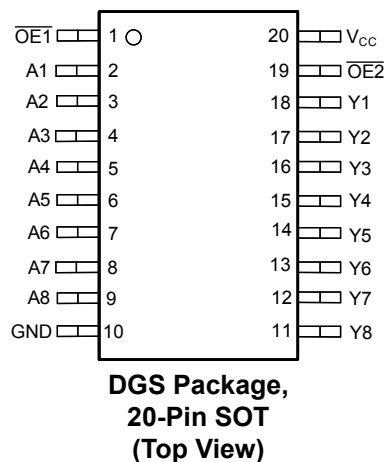 OE1 1 20 VCC
A1 2 19 OE2
A2 3 18 Y1
A3 4 17 Y2
A4 5 16 Y3
A5 6 15 Y4
A6 7 14 Y5
A7 8 13 Y6
A8 9 12 Y7
GND 10 11 Y8
DGS Package,
20-Pin SOT
(Top View)